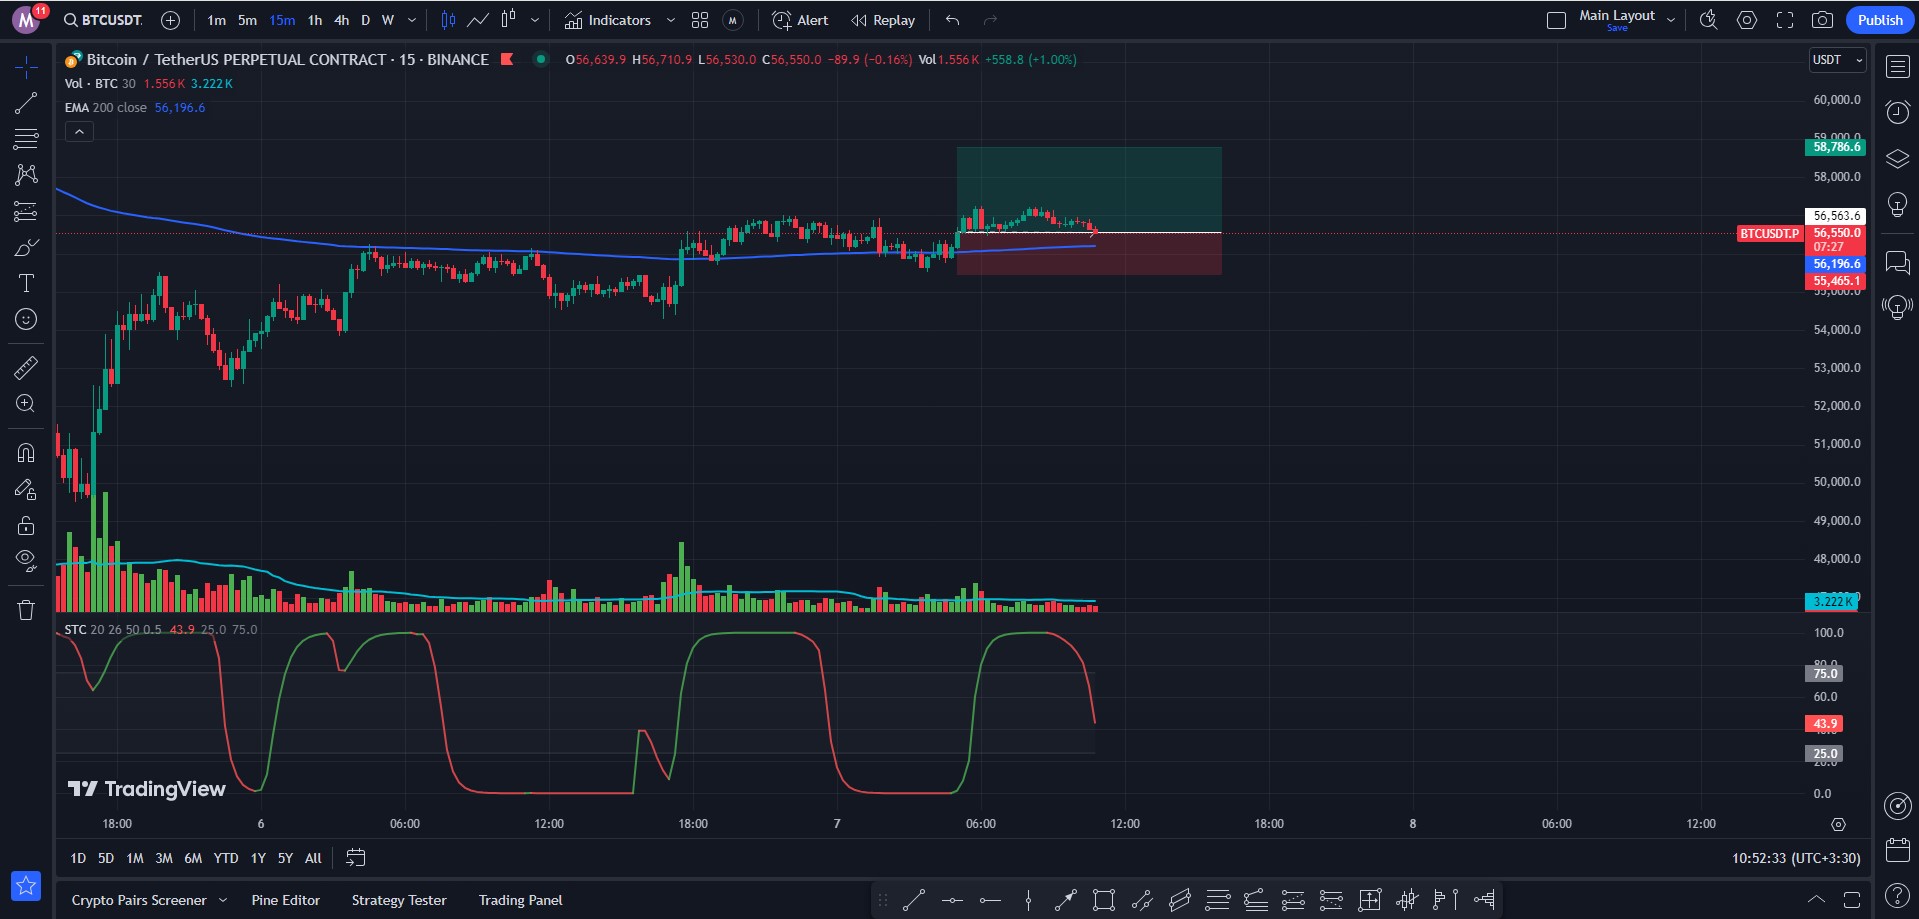 M 11 BTCUSDT. 1m 5m 15m 1h 4h D W Indicators M Alert Replay Main Layout Save Publish
Bitcoin / TetherUS PERPETUAL CONTRACT · 15 · BINANCE O56,639.9 H56,710.9 L56,530.0 C56,550.0 −89.9 (−0.16%) Vol1.556K +558.8 (+1.00%) USDT
Vol · BTC 30 1.556K 3.222K
EMA 200 close 56,196.6
60,000.0
59,000.0
58,786.6
58,000.0
56,563.6
BTCUSDT.P 56,550.0
07:27
56,196.6
55,465.1
55,000.0
54,000.0
53,000.0
52,000.0
51,000.0
50,000.0
49,000.0
48,000.0
3.222K
STC 20 26 50 0.5 43.9 25.0 75.0
100.0
80.0
75.0
60.0
43.9
25.0
20.0
0.0
TradingView
18:00 6 06:00 12:00 18:00 7 06:00 12:00 18:00 8 06:00 12:00
1D 5D 1M 3M 6M YTD 1Y 5Y All 10:52:33 (UTC+3:30)
Crypto Pairs Screener Pine Editor Strategy Tester Trading Panel